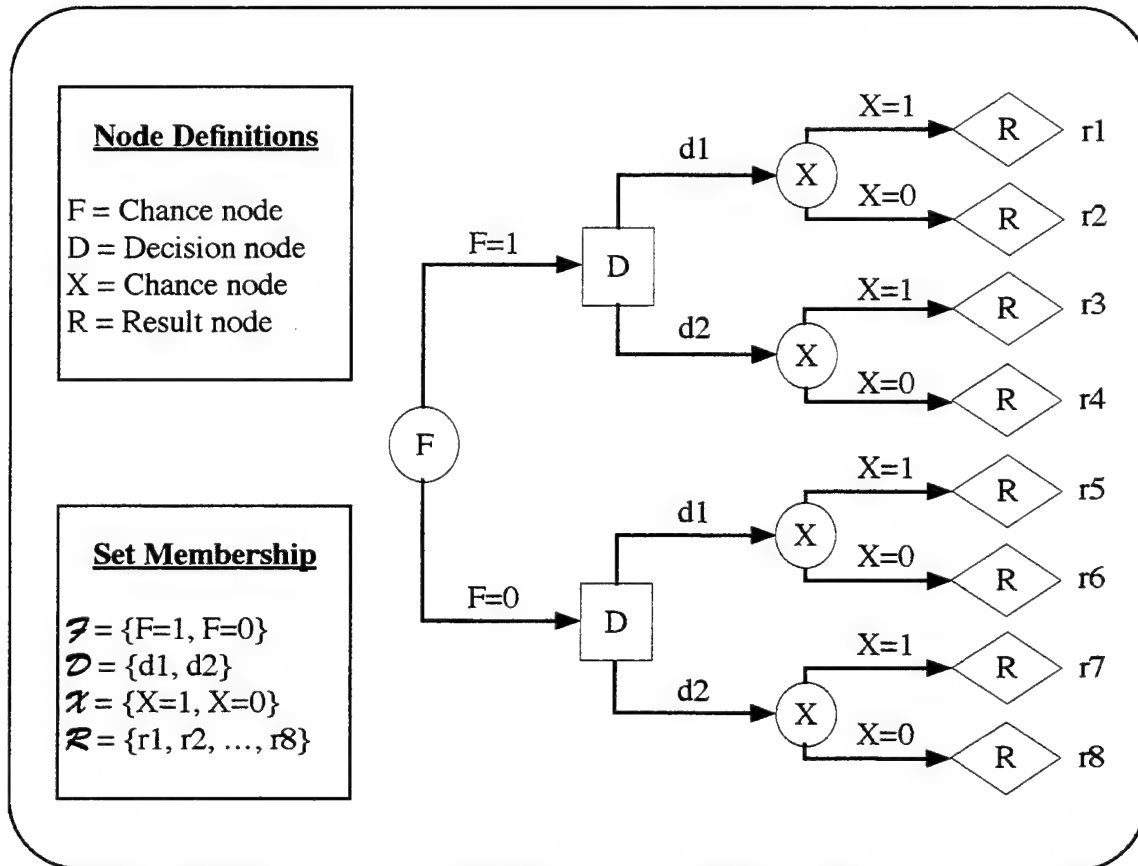 Node Definitions
F = Chance node
D = Decision node
X = Chance node
R = Result node
Set Membership
𝓕 = {F=1, F=0}
𝓓 = {d1, d2}
𝓧 = {X=1, X=0}
𝓡 = {r1, r2, ..., r8}
F
F=1
D
d1
X
X=1
R
r1
X=0
R
r2
d2
X
X=1
R
r3
X=0
R
r4
F=0
D
d1
X
X=1
R
r5
X=0
R
r6
d2
X
X=1
R
r7
X=0
R
r8